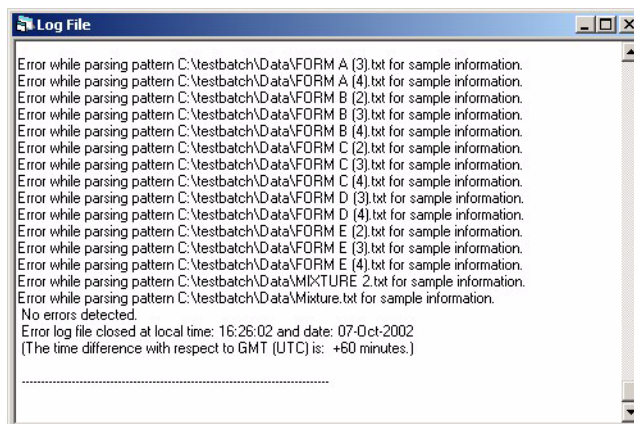 Log File
Error while parsing pattern C:\testbatch\Data\FORM A (3).txt for sample information.
Error while parsing pattern C:\testbatch\Data\FORM A (4).txt for sample information.
Error while parsing pattern C:\testbatch\Data\FORM B (2).txt for sample information.
Error while parsing pattern C:\testbatch\Data\FORM B (3).txt for sample information.
Error while parsing pattern C:\testbatch\Data\FORM B (4).txt for sample information.
Error while parsing pattern C:\testbatch\Data\FORM C (2).txt for sample information.
Error while parsing pattern C:\testbatch\Data\FORM C (3).txt for sample information.
Error while parsing pattern C:\testbatch\Data\FORM C (4).txt for sample information.
Error while parsing pattern C:\testbatch\Data\FORM D (3).txt for sample information.
Error while parsing pattern C:\testbatch\Data\FORM D (4).txt for sample information.
Error while parsing pattern C:\testbatch\Data\FORM E (2).txt for sample information.
Error while parsing pattern C:\testbatch\Data\FORM E (3).txt for sample information.
Error while parsing pattern C:\testbatch\Data\FORM E (4).txt for sample information.
Error while parsing pattern C:\testbatch\Data\MIXTURE 2.txt for sample information.
Error while parsing pattern C:\testbatch\Data\Mixture.txt for sample information.
No errors detected.
Error log file closed at local time: 16:26:02 and date: 07-Oct-2002
(The time difference with respect to GMT (UTC) is: +60 minutes.)
--------------------------------------------------------------------------------